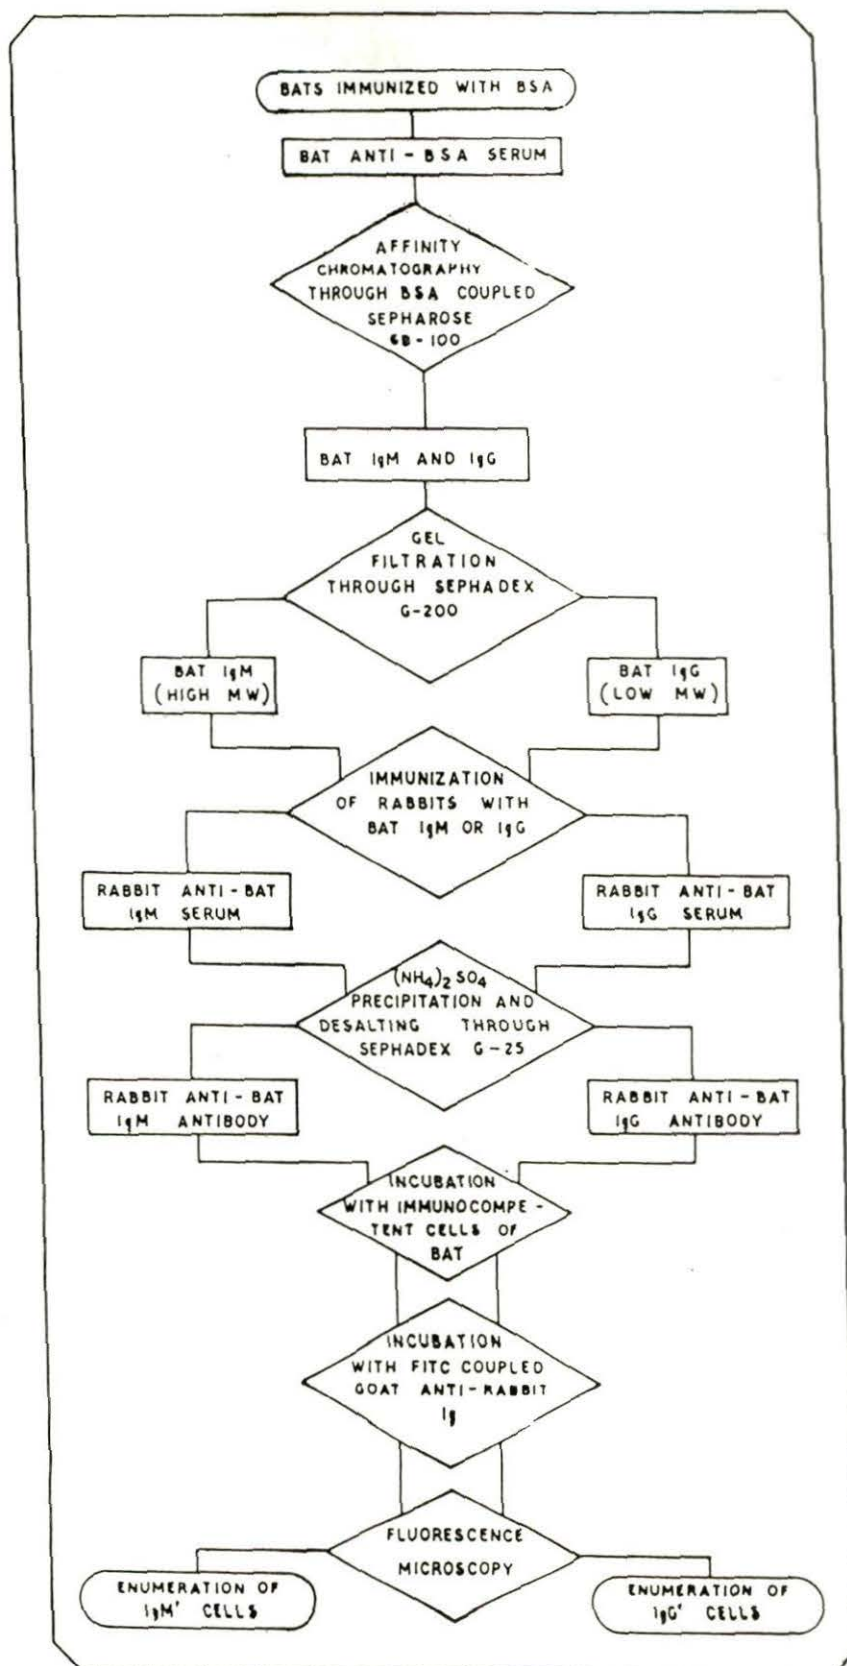 BATS IMMUNIZED WITH BSA
BAT ANTI-BSA SERUM
AFFINITY
CHROMATOGRAPHY
THROUGH BSA COUPLED
SEPHAROSE
6B-100
BAT IgM AND IgG
GEL
FILTRATION
THROUGH SEPHADEX
G-200
BAT IgM
(HIGH MW)
BAT IgG
(LOW MW)
IMMUNIZATION
OF RABBITS WITH
BAT IgM OR IgG
RABBIT ANTI-BAT
IgM SERUM
RABBIT ANTI-BAT
IgG SERUM
(NH4)2SO4
PRECIPITATION AND
DESALTING THROUGH
SEPHADEX G-25
RABBIT ANTI-BAT
IgM ANTIBODY
RABBIT ANTI-BAT
IgG ANTIBODY
INCUBATION
WITH IMMUNOCOMPE-
TENT CELLS OF
BAT
INCUBATION
WITH FITC COUPLED
GOAT ANTI-RABBIT
Ig
FLUORESCENCE
MICROSCOPY
ENUMERATION OF
IgM+ CELLS
ENUMERATION OF
IgG+ CELLS